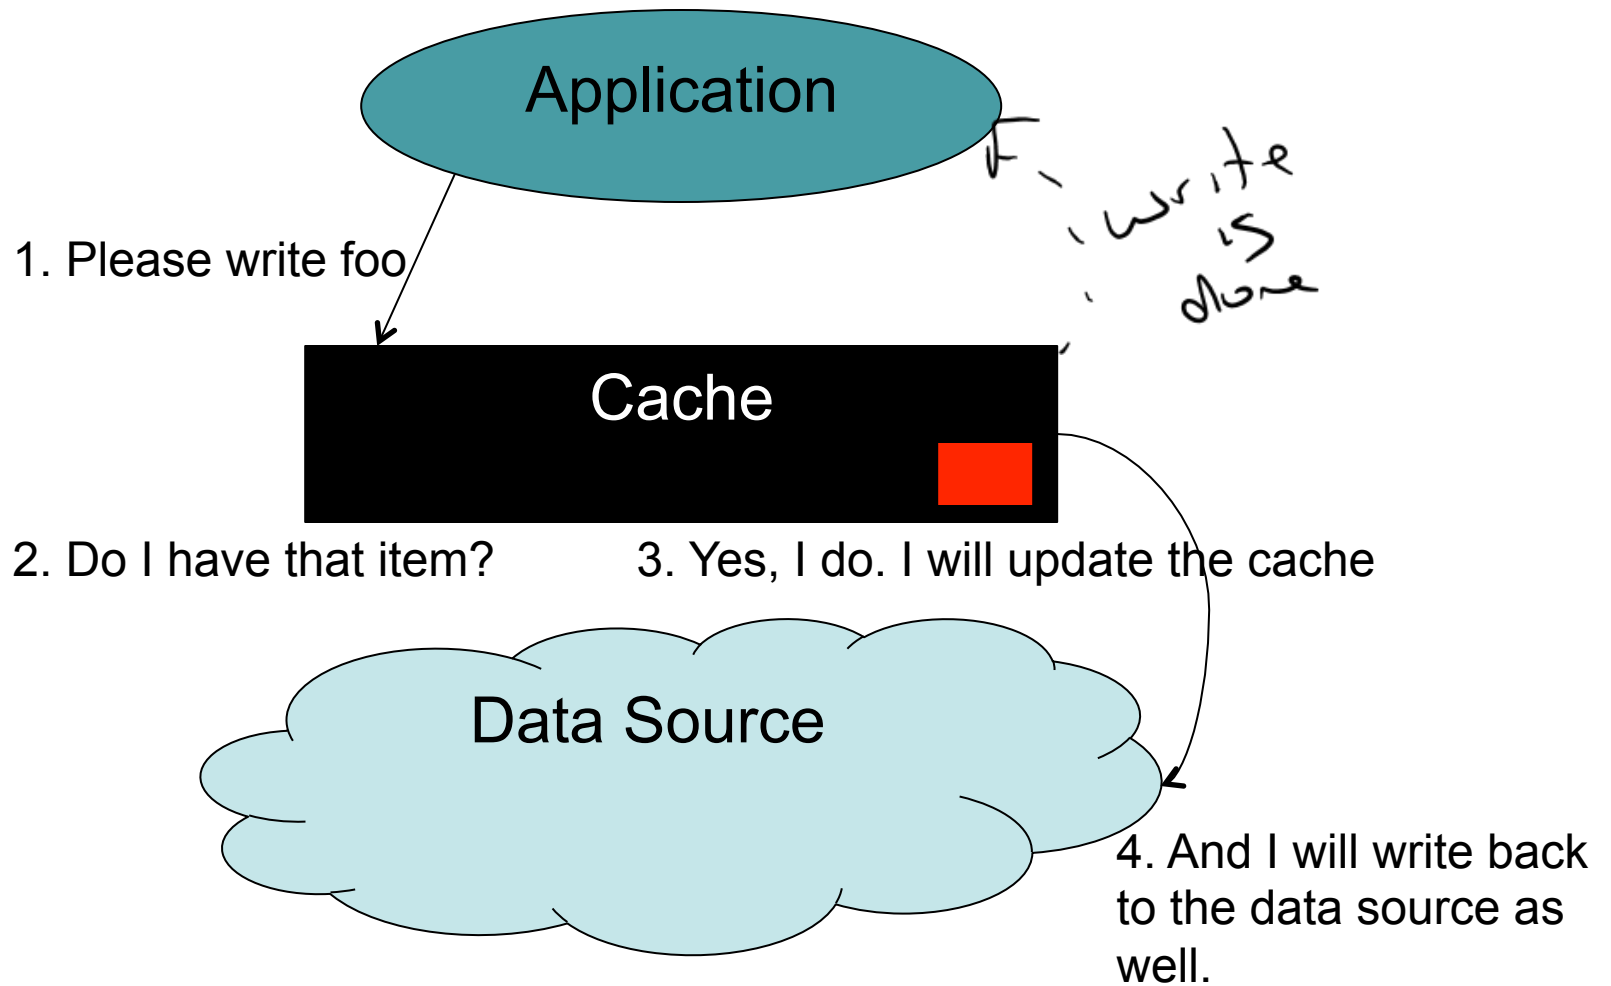 Application
write
is
done
1. Please write foo
Cache
2. Do I have that item?
3. Yes, I do. I will update the cache
Data Source
4. And I will write back
to the data source as
well.